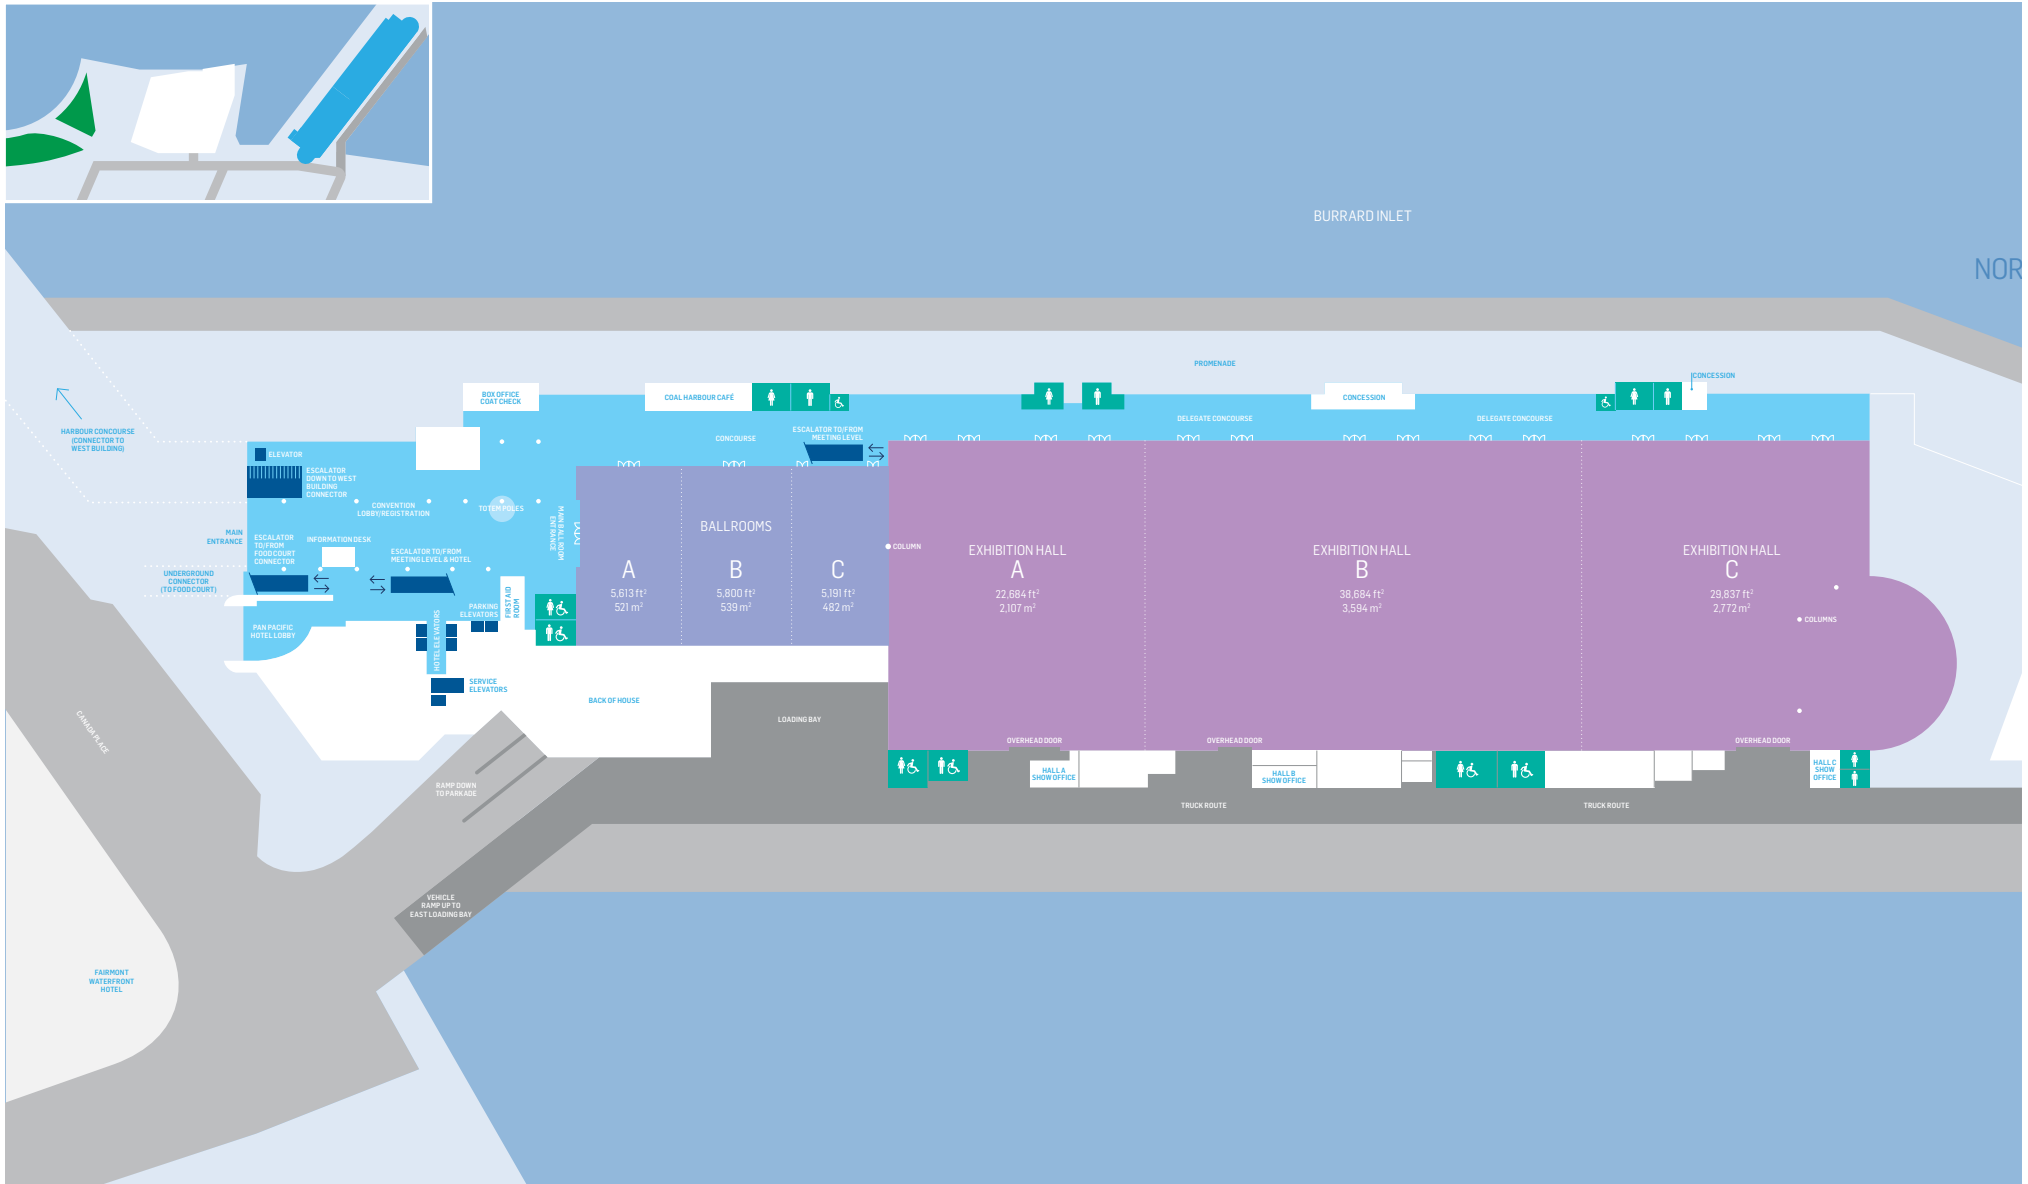 BURRARD INLET
NOR
PROMENADE
CONCESSION
BOX OFFICE
COAT CHECK
COAL HARBOUR CAFÉ
CONCESSION
DELEGATE CONCOURSE
DELEGATE CONCOURSE
HARBOUR CONCOURSE
(CONNECTOR TO
WEST BUILDING)
ESCALATOR TO/FROM
MEETING LEVEL
CONCOURSE
ELEVATOR
ESCALATOR
DOWN TO WEST
BUILDING
CONNECTOR
CONVENTION
LOBBY/REGISTRATION
TOTEM POLES
MAIN BALLROOM
ENTRANCE
MAIN
ENTRANCE
ESCALATOR
TO/FROM
FOOD COURT
CONNECTOR
INFORMATION DESK
ESCALATOR TO/FROM
MEETING LEVEL & HOTEL
UNDERGROUND
CONNECTOR
(TO FOOD COURT)
BALLROOMS
A
5,613 ft²
521 m²
B
5,800 ft²
539 m²
C
5,191 ft²
482 m²
COLUMN
EXHIBITION HALL
A
22,684 ft²
2,107 m²
EXHIBITION HALL
B
38,684 ft²
3,594 m²
EXHIBITION HALL
C
29,837 ft²
2,772 m²
COLUMNS
PARKING
ELEVATORS
FIRST AID
ROOM
PAN PACIFIC
HOTEL LOBBY
HOTEL ELEVATORS
SERVICE
ELEVATORS
BACK OF HOUSE
LOADING BAY
OVERHEAD DOOR
OVERHEAD DOOR
OVERHEAD DOOR
HALL A
SHOW OFFICE
HALL B
SHOW OFFICE
HALL C
SHOW
OFFICE
TRUCK ROUTE
TRUCK ROUTE
CANADA PLACE
RAMP DOWN
TO PARKADE
VEHICLE
RAMP UP TO
EAST LOADING BAY
FAIRMONT
WATERFRONT
HOTEL